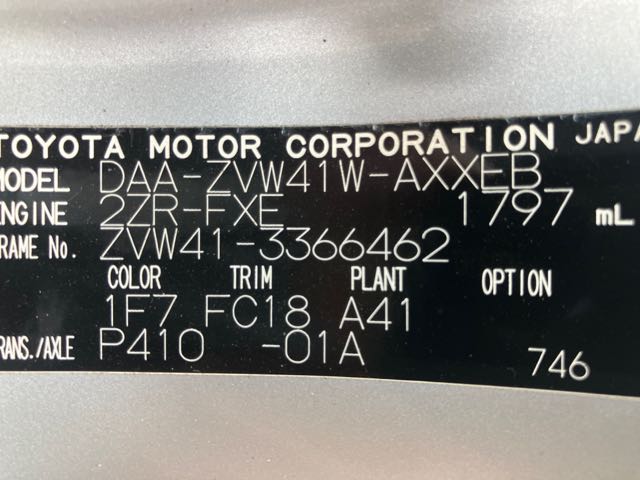 TOYOTA MOTOR CORPORATION JAPA
MODEL DAA-ZVW41W-AXXEB
ENGINE 2ZR-FXE 1797 mL
RAME No. ZVW41-3366462
COLOR TRIM PLANT OPTION
1F7 FC18 A41
RANS./AXLE P410 -01A
746